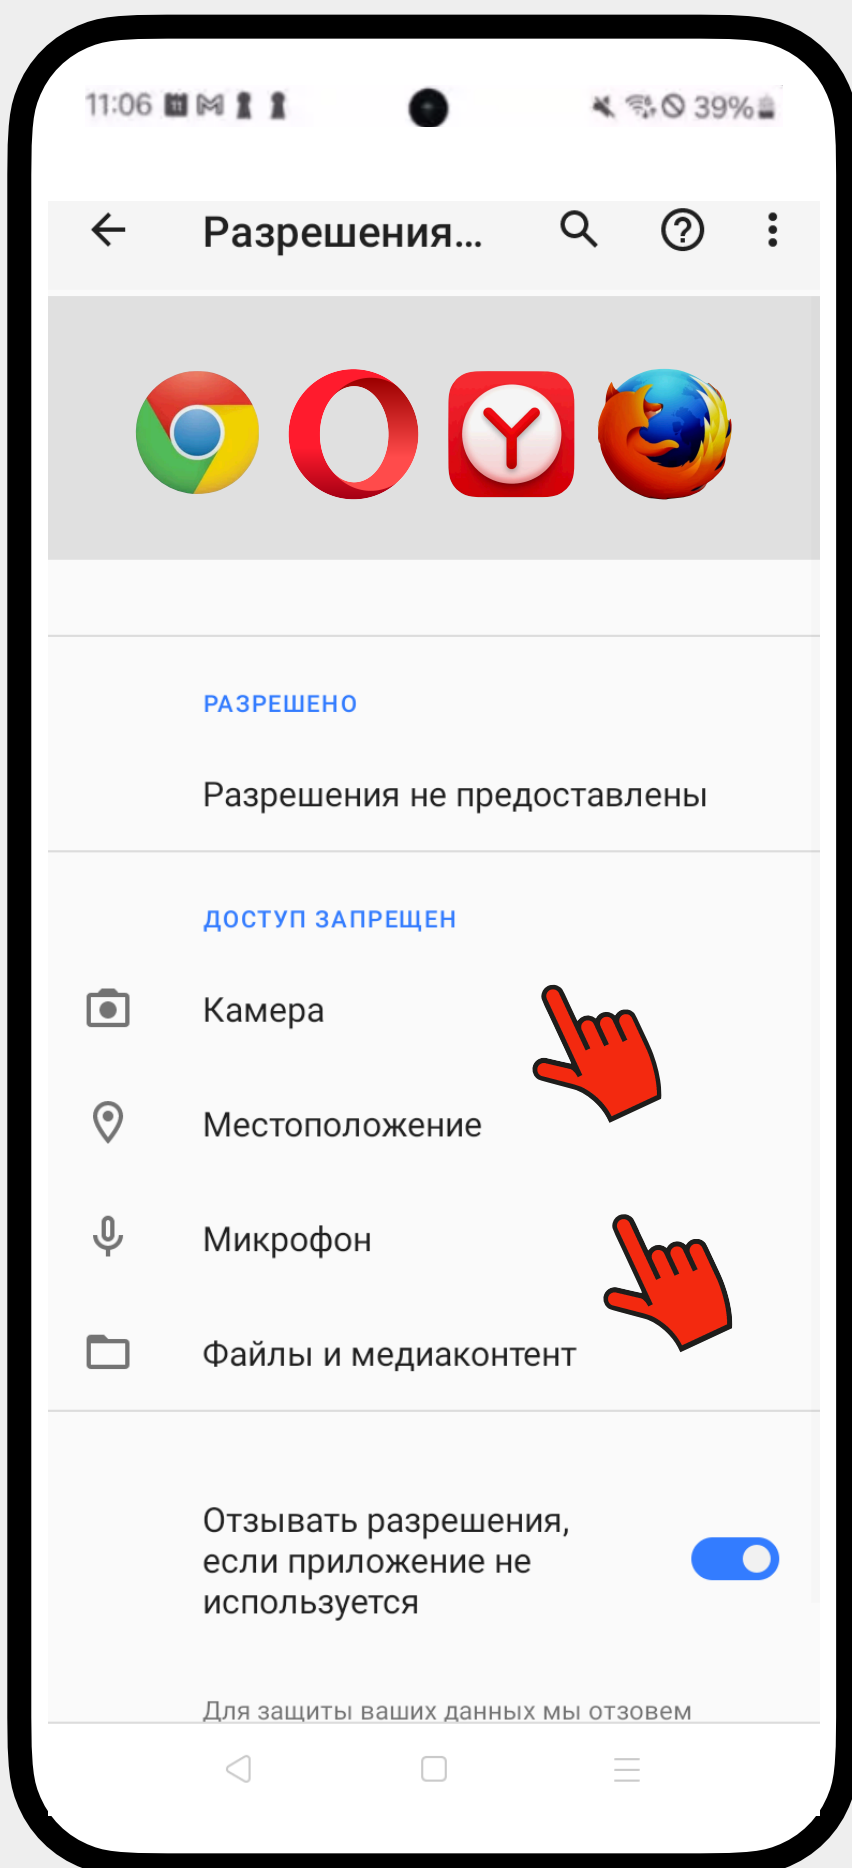 11:06 39%
Разрешения...
РАЗРЕШЕНО
Разрешения не предоставлены
ДОСТУП ЗАПРЕЩЕН
Камера
Местоположение
Микрофон
Файлы и медиаконтент
Отзывать разрешения,
если приложение не
используется
Для защиты ваших данных мы отзовем